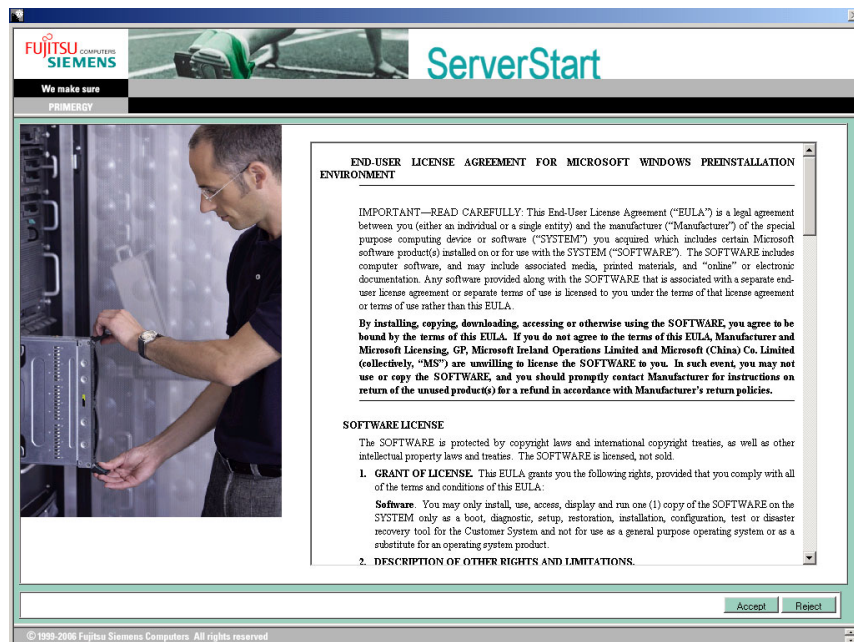 FUJITSU COMPUTERS
SIEMENS
ServerStart
We make sure
PRIMERGY
END-USER LICENSE AGREEMENT FOR MICROSOFT WINDOWS PREINSTALLATION
ENVIRONMENT
IMPORTANT—READ CAREFULLY: This End-User License Agreement (“EULA”) is a legal agreement
between you (either an individual or a single entity) and the manufacturer (“Manufacturer”) of the special
purpose computing device or software (“SYSTEM”) you acquired which includes certain Microsoft
software product(s) installed on or for use with the SYSTEM (“SOFTWARE”). The SOFTWARE includes
computer software, and may include associated media, printed materials, and “online” or electronic
documentation. Any software provided along with the SOFTWARE that is associated with a separate end-
user license agreement or separate terms of use is licensed to you under the terms of that license agreement
or terms of use rather than this EULA.
By installing, copying, downloading, accessing or otherwise using the SOFTWARE, you agree to be
bound by the terms of this EULA. If you do not agree to the terms of this EULA, Manufacturer and
Microsoft Licensing, GP, Microsoft Ireland Operations Limited and Microsoft (China) Co. Limited
(collectively, “MS”) are unwilling to license the SOFTWARE to you. In such event, you may not
use or copy the SOFTWARE, and you should promptly contact Manufacturer for instructions on
return of the unused product(s) for a refund in accordance with Manufacturer's return policies.
SOFTWARE LICENSE
The SOFTWARE is protected by copyright laws and international copyright treaties, as well as other
intellectual property laws and treaties. The SOFTWARE is licensed, not sold.
1. GRANT OF LICENSE. This EULA grants you the following rights, provided that you comply with all
of the terms and conditions of this EULA:
Software. You may only install, use, access, display and run one (1) copy of the SOFTWARE on the
SYSTEM only as a boot, diagnostic, setup, restoration, installation, configuration, test or disaster
recovery tool for the Customer System and not for use as a general purpose operating system or as a
substitute for an operating system product.
2. DESCRIPTION OF OTHER RIGHTS AND LIMITATIONS.
Accept Reject
© 1999-2006 Fujitsu Siemens Computers All rights reserved